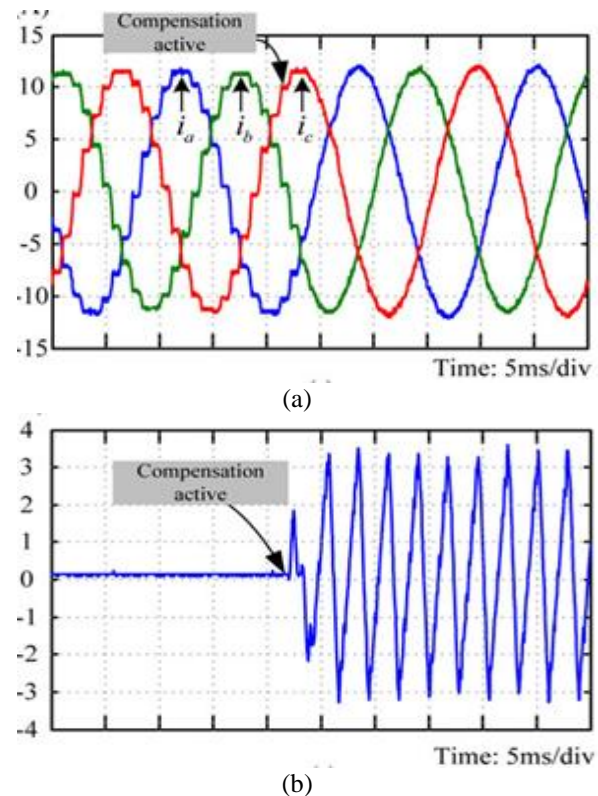 Compensation
active
15
10
5
0
-5
-10
-15
i_a
i_b
i_c
Time: 5ms/div
(a)
4
3
2
1
0
-1
-2
-3
-4
Compensation
active
Time: 5ms/div
(b)